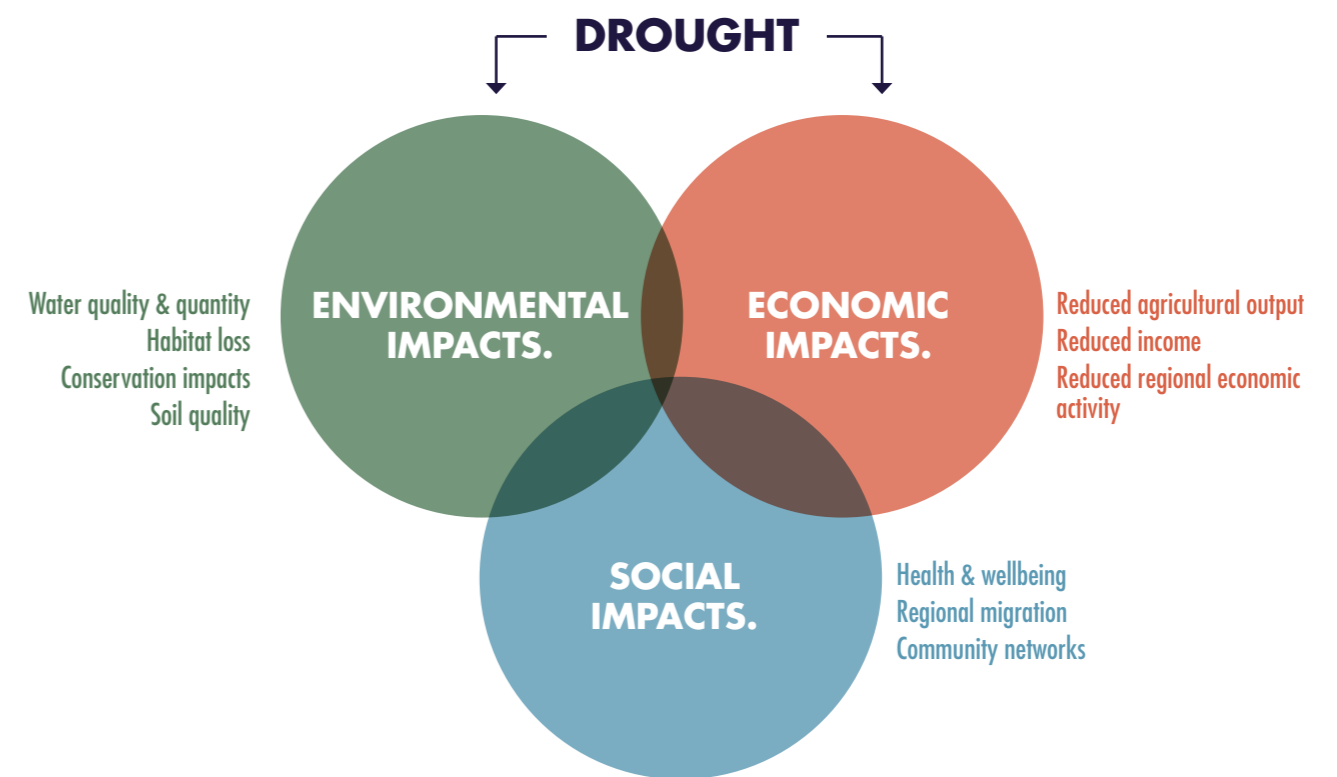 DROUGHT
ENVIRONMENTAL
IMPACTS.
Water quality & quantity
Habitat loss
Conservation impacts
Soil quality
ECONOMIC
IMPACTS.
Reduced agricultural output
Reduced income
Reduced regional economic
activity
SOCIAL
IMPACTS.
Health & wellbeing
Regional migration
Community networks